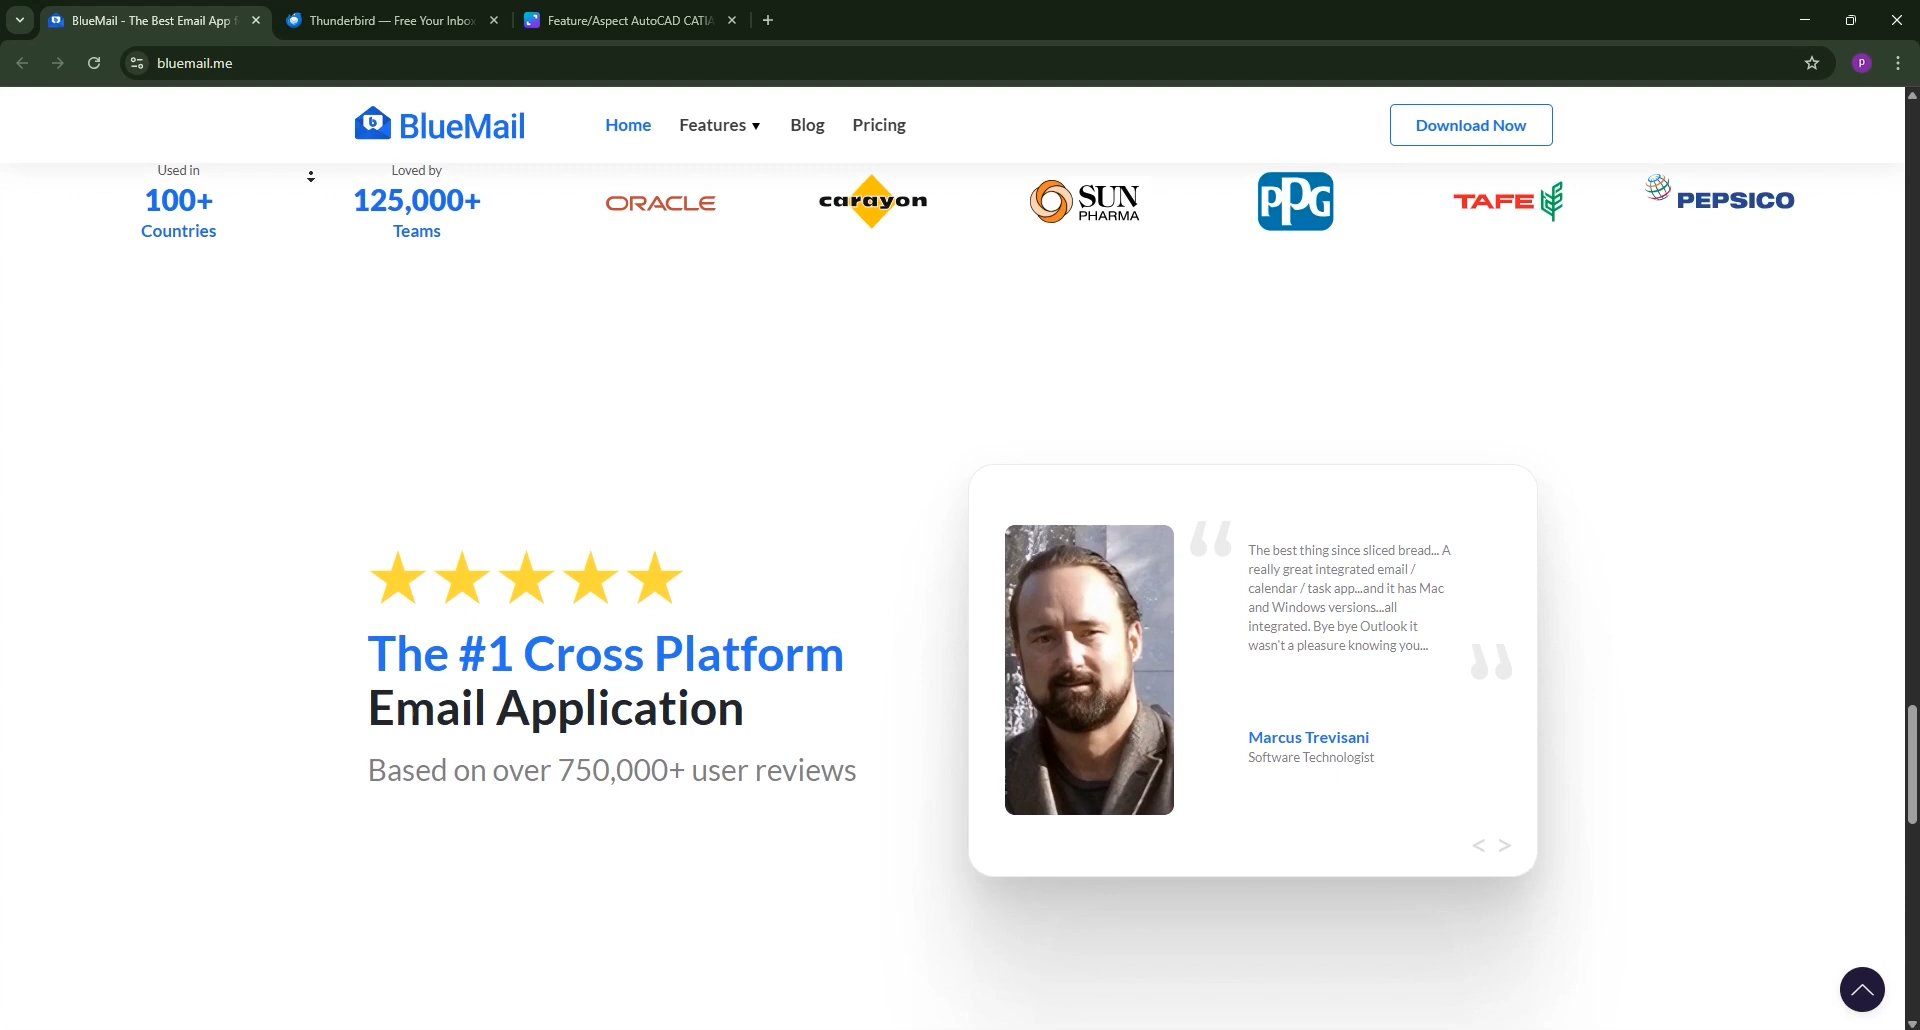 BlueMail - The Best Email App f
Thunderbird — Free Your Inbox
Feature/Aspect AutoCAD CATIA
bluemail.me
p
BlueMail
Home
Features
Blog
Pricing
Download Now
Used in
100+
Countries
Loved by
125,000+
Teams
ORACLE
carayon
SUN
PHARMA
PPG
TAFE
PEPSICO
The #1 Cross Platform
Email Application
Based on over 750,000+ user reviews
“
The best thing since sliced bread... A
really great integrated email /
calendar / task app...and it has Mac
and Windows versions...all
integrated. Bye bye Outlook it
wasn't a pleasure knowing you...
”
Marcus Trevisani
Software Technologist
< >